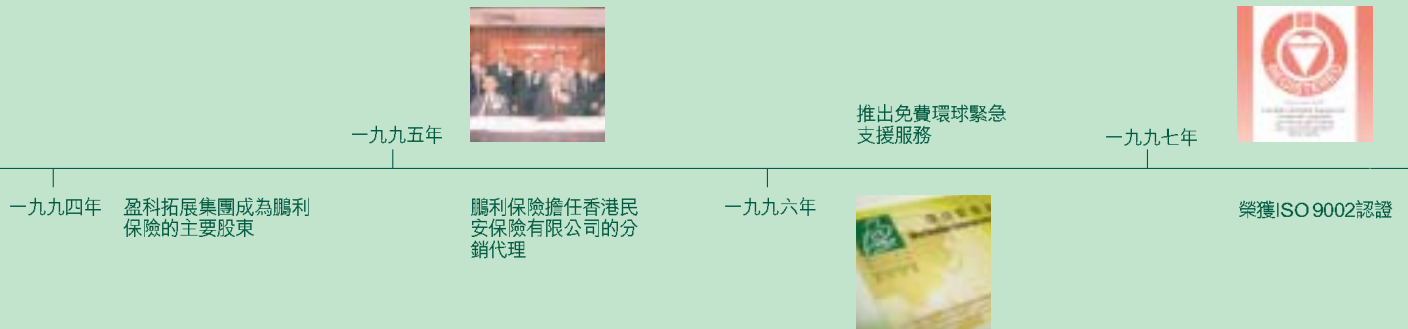 一九九四年
盈科拓展集團成為鵬利
保險的主要股東
一九九五年
鵬利保險擔任香港民
安保險有限公司的分
銷代理
一九九六年
推出免費環球緊急
支援服務
一九九七年
REGISTERED
榮獲ISO 9002認證